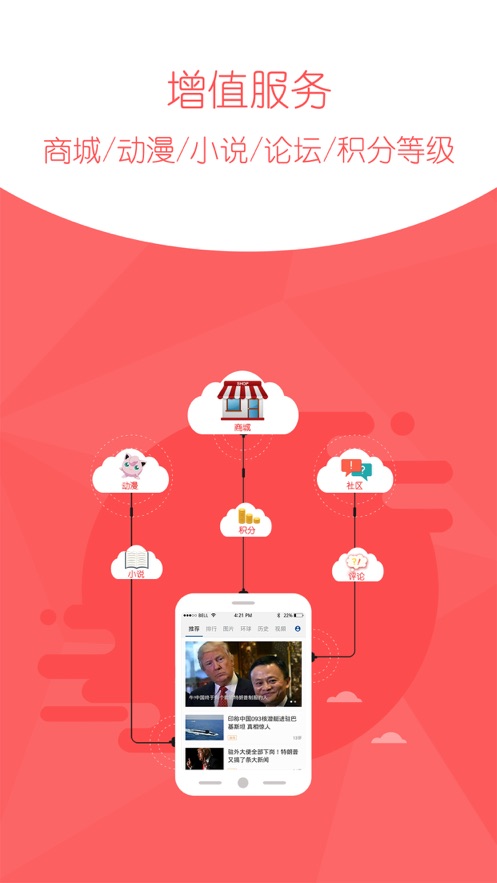 增值服务
商城/动漫/小说/论坛/积分等级
SHOP
商城
动漫
社区
积分
小说
评论
BELL 4:21 PM 22%
推荐 排行 图片 环球 历史 视频
印称中国093核潜艇进驻巴
基斯坦 真相惊人
驻外大使全部下岗！特朗普
又搞了条大新闻